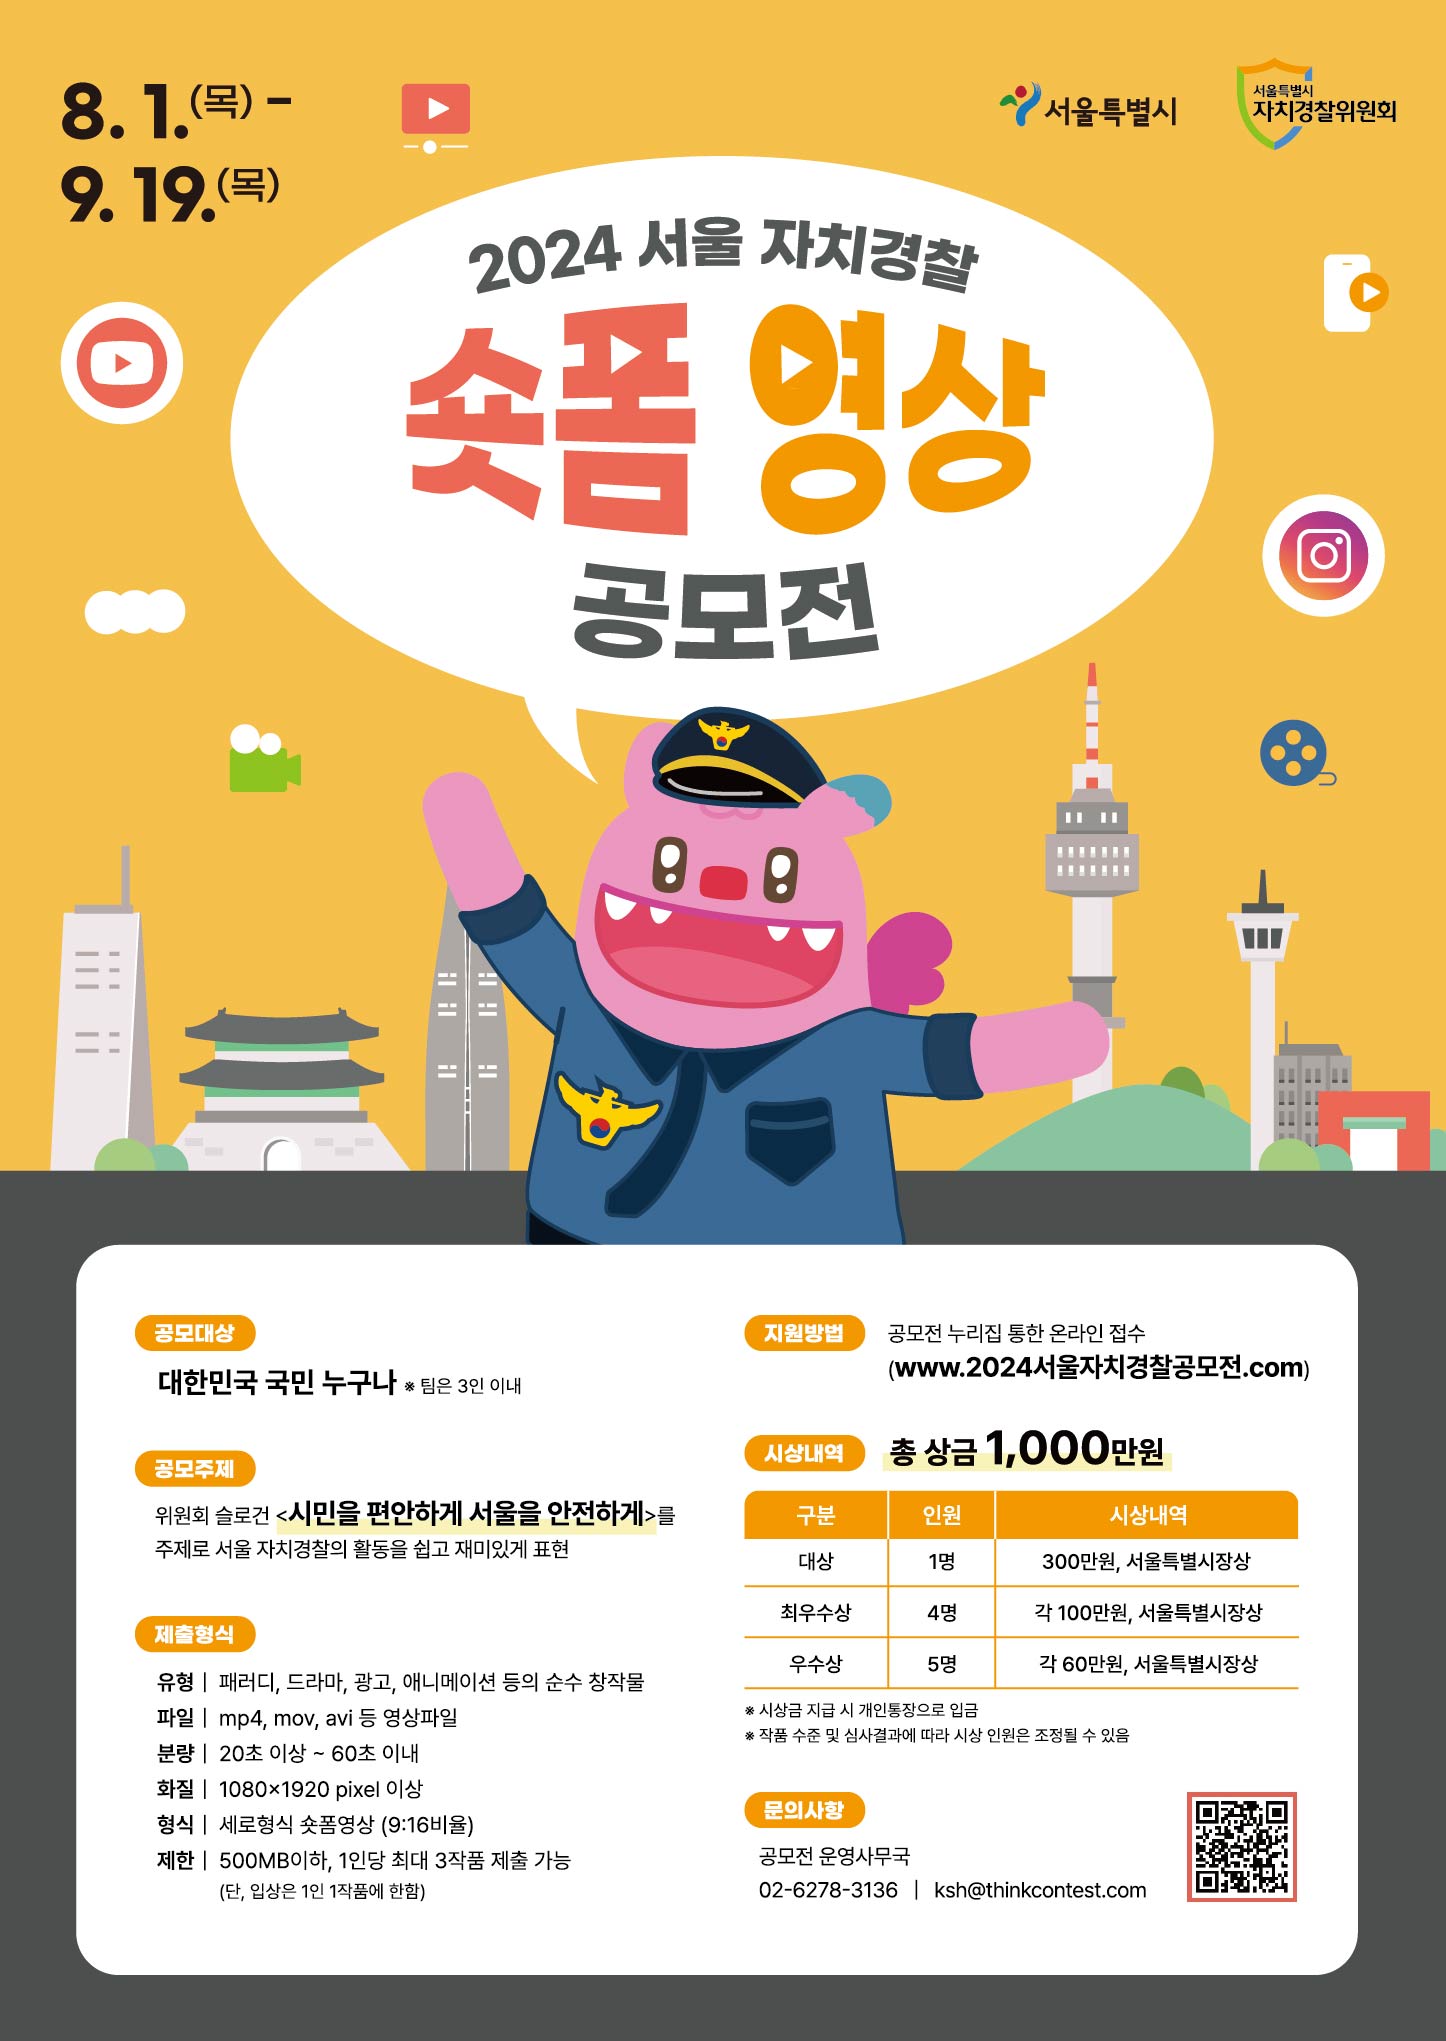 8. 1.(목) -
9. 19.(목)
서울특별시
서울특별시
자치경찰위원회
2024 서울 자치경찰
숏폼 영상
공모전
공모대상
대한민국 국민 누구나 ※ 팀은 3인 이내
공모주제
위원회 슬로건 <시민을 편안하게 서울을 안전하게>를
주제로 서울 자치경찰의 활동을 쉽고 재미있게 표현
제출형식
유형 | 패러디, 드라마, 광고, 애니메이션 등의 순수 창작물
파일 | mp4, mov, avi 등 영상파일
분량 | 20초 이상 ~ 60초 이내
화질 | 1080×1920 pixel 이상
형식 | 세로형식 숏폼영상 (9:16비율)
제한 | 500MB이하, 1인당 최대 3작품 제출 가능
(단, 입상은 1인 1작품에 한함)
지원방법 공모전 누리집 통한 온라인 접수
(www.2024서울자치경찰공모전.com)
시상내역 총 상금 1,000만원
구분 인원 시상내역
대상 1명 300만원, 서울특별시장상
최우수상 4명 각 100만원, 서울특별시장상
우수상 5명 각 60만원, 서울특별시장상
※ 시상금 지급 시 개인통장으로 입금
※ 작품 수준 및 심사결과에 따라 시상 인원은 조정될 수 있음
문의사항
공모전 운영사무국
02-6278-3136 | ksh@thinkcontest.com